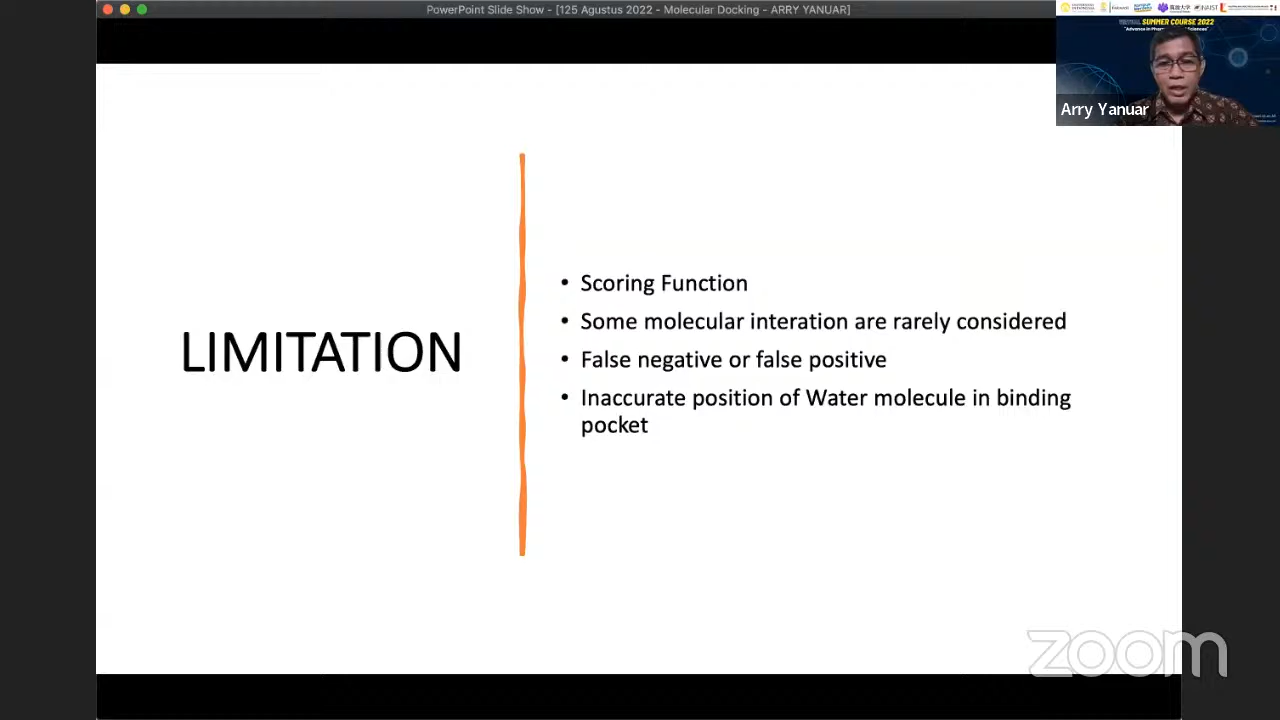 PowerPoint Slide Show - [125 Agustus 2022 - Molecular Docking - ARRY YANUAR]
VIRTUAL SUMMER COURSE 2022
Arry Yanuar
LIMITATION
• Scoring Function
• Some molecular interation are rarely considered
• False negative or false positive
• Inaccurate position of Water molecule in binding
pocket
zoom